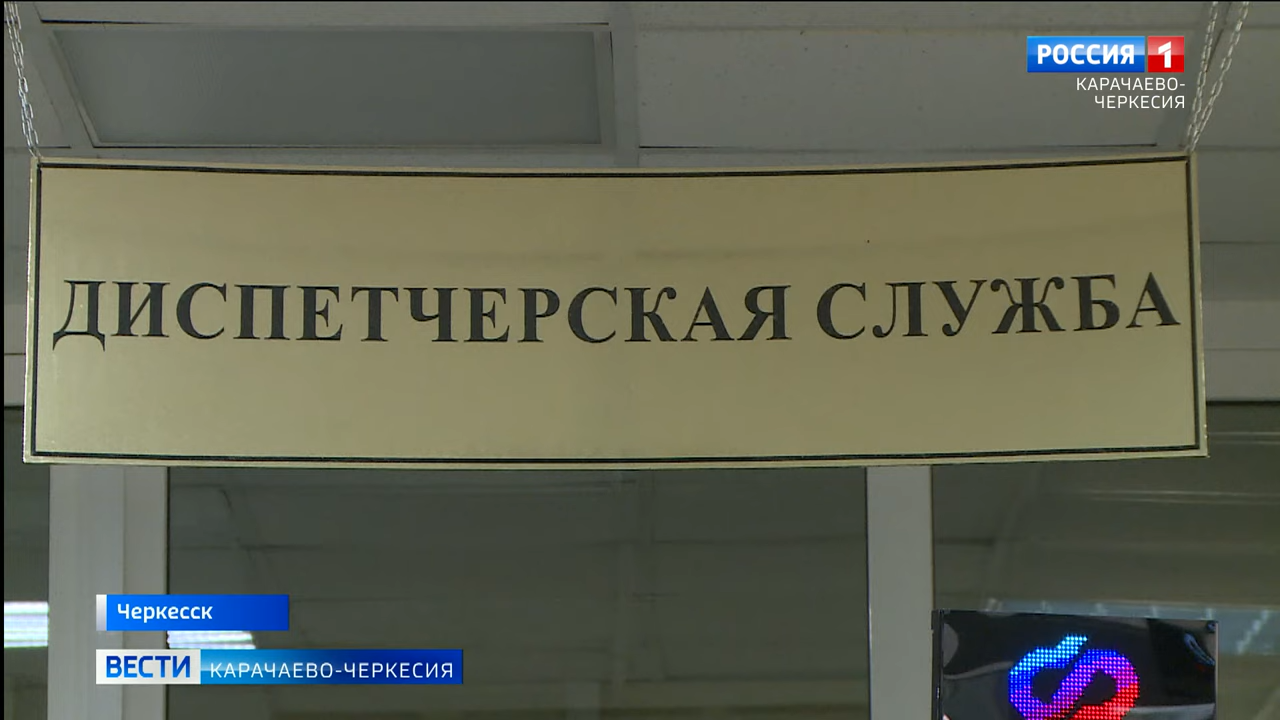 РОССИЯ 1
КАРАЧАЕВО-
ЧЕРКЕСИЯ
ДИСПЕТЧЕРСКАЯ СЛУЖБА
Черкесск
ВЕСТИ КАРАЧАЕВО-ЧЕРКЕСИЯ